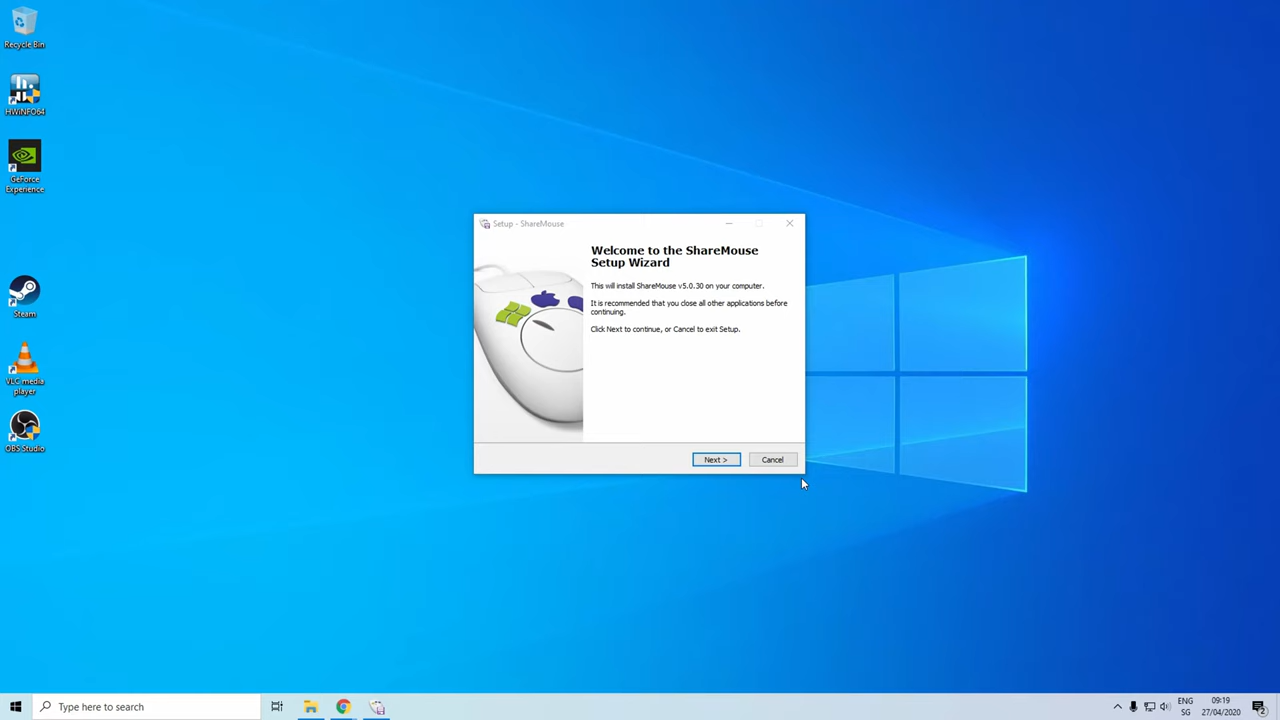 Recycle Bin
HWiNFO64
GeForce
Experience
Steam
VLC media
player
OBS Studio
Setup - ShareMouse
Welcome to the ShareMouse
Setup Wizard
This will install ShareMouse v5.0.30 on your computer.
It is recommended that you close all other applications before
continuing.
Click Next to continue, or Cancel to exit Setup.
Next >
Cancel
Type here to search
ENG
SG
09:19
27/04/2020
2